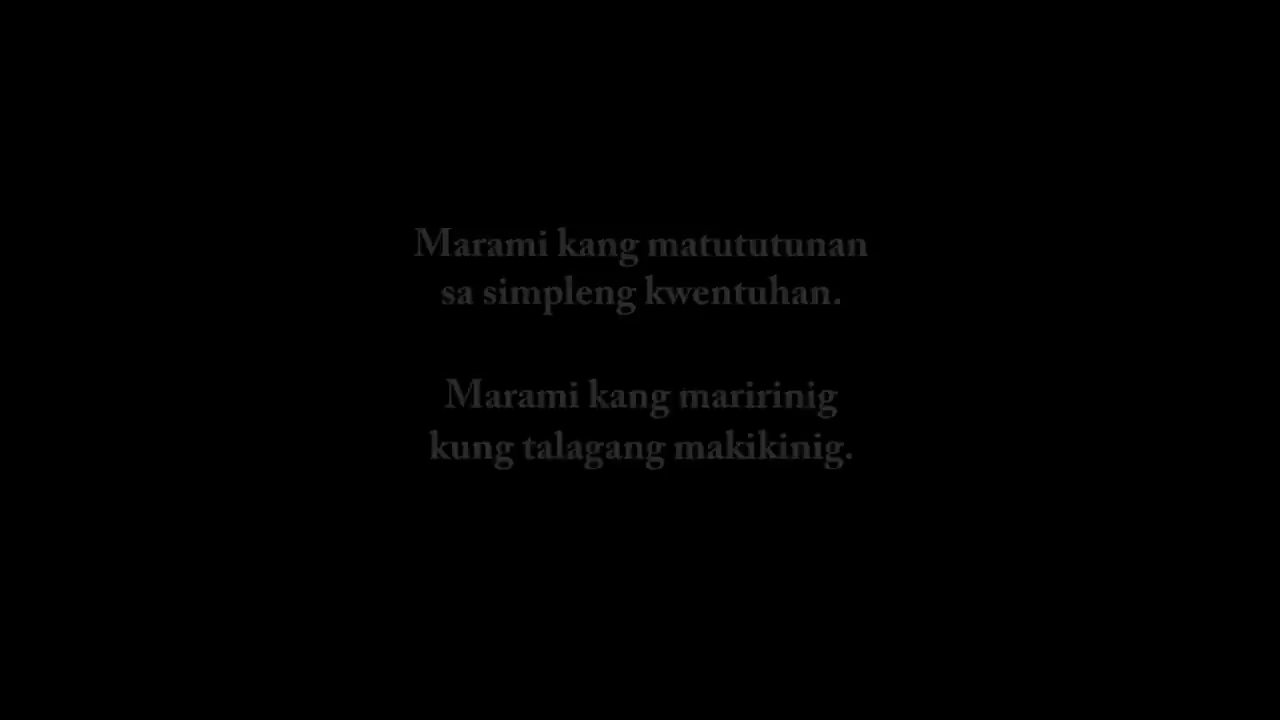 Marami kang matututunan
sa simpleng kwentuhan.
Marami kang maririnig
kung talagang makikinig.